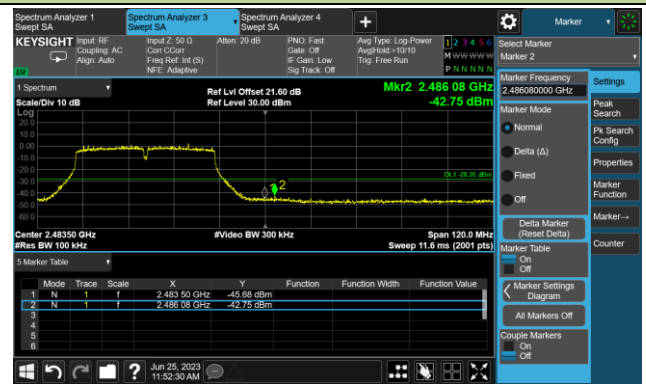 Spectrum Analyzer 1
Swept SA
Spectrum Analyzer 3
Swept SA
Spectrum Analyzer 4
Swept SA
Marker
KEYSIGHT
Input: RF
Coupling: AC
Align: Auto
Input Z: 50 Ω
Corr CCorr
Freq Ref: Int (S)
NFE: Adaptive
Atten: 20 dB
PNO: Fast
Gate: Off
IF Gain: Low
Sig Track: Off
Avg Type: Log-Power
Avg|Hold:>10/10
Trig: Free Run
1 2 3 4 5 6
M W W W W W
P N N N N N
LXI
Select Marker
Marker 2
1 Spectrum
Scale/Div 10 dB
Ref Lvl Offset 21.60 dB
Ref Level 30.00 dBm
Mkr2 2.486 08 GHz
-42.75 dBm
Log
20.0
10.0
0.00
-10.0
-20.0
-30.0
-40.0
-50.0
-60.0
DL1 -28.20 dBm
1
2
Center 2.48350 GHz
#Res BW 100 kHz
#Video BW 300 kHz
Span 120.0 MHz
Sweep 11.6 ms (2001 pts)
5 Marker Table
Mode Trace Scale X Y Function Function Width Function Value
1 N 1 f 2.483 50 GHz -45.68 dBm
2 N 1 f 2.486 08 GHz -42.75 dBm
3
4
5
6
Marker Frequency
2.486080000 GHz
Marker Mode
Normal
Delta (Δ)
Fixed
Off
Delta Marker
(Reset Delta)
Marker Table
On
Off
Marker Settings
Diagram
All Markers Off
Couple Markers
On
Off
Settings
Peak
Search
Pk Search
Config
Properties
Marker
Function
Marker→
Counter
Jun 25, 2023
11:52:30 AM